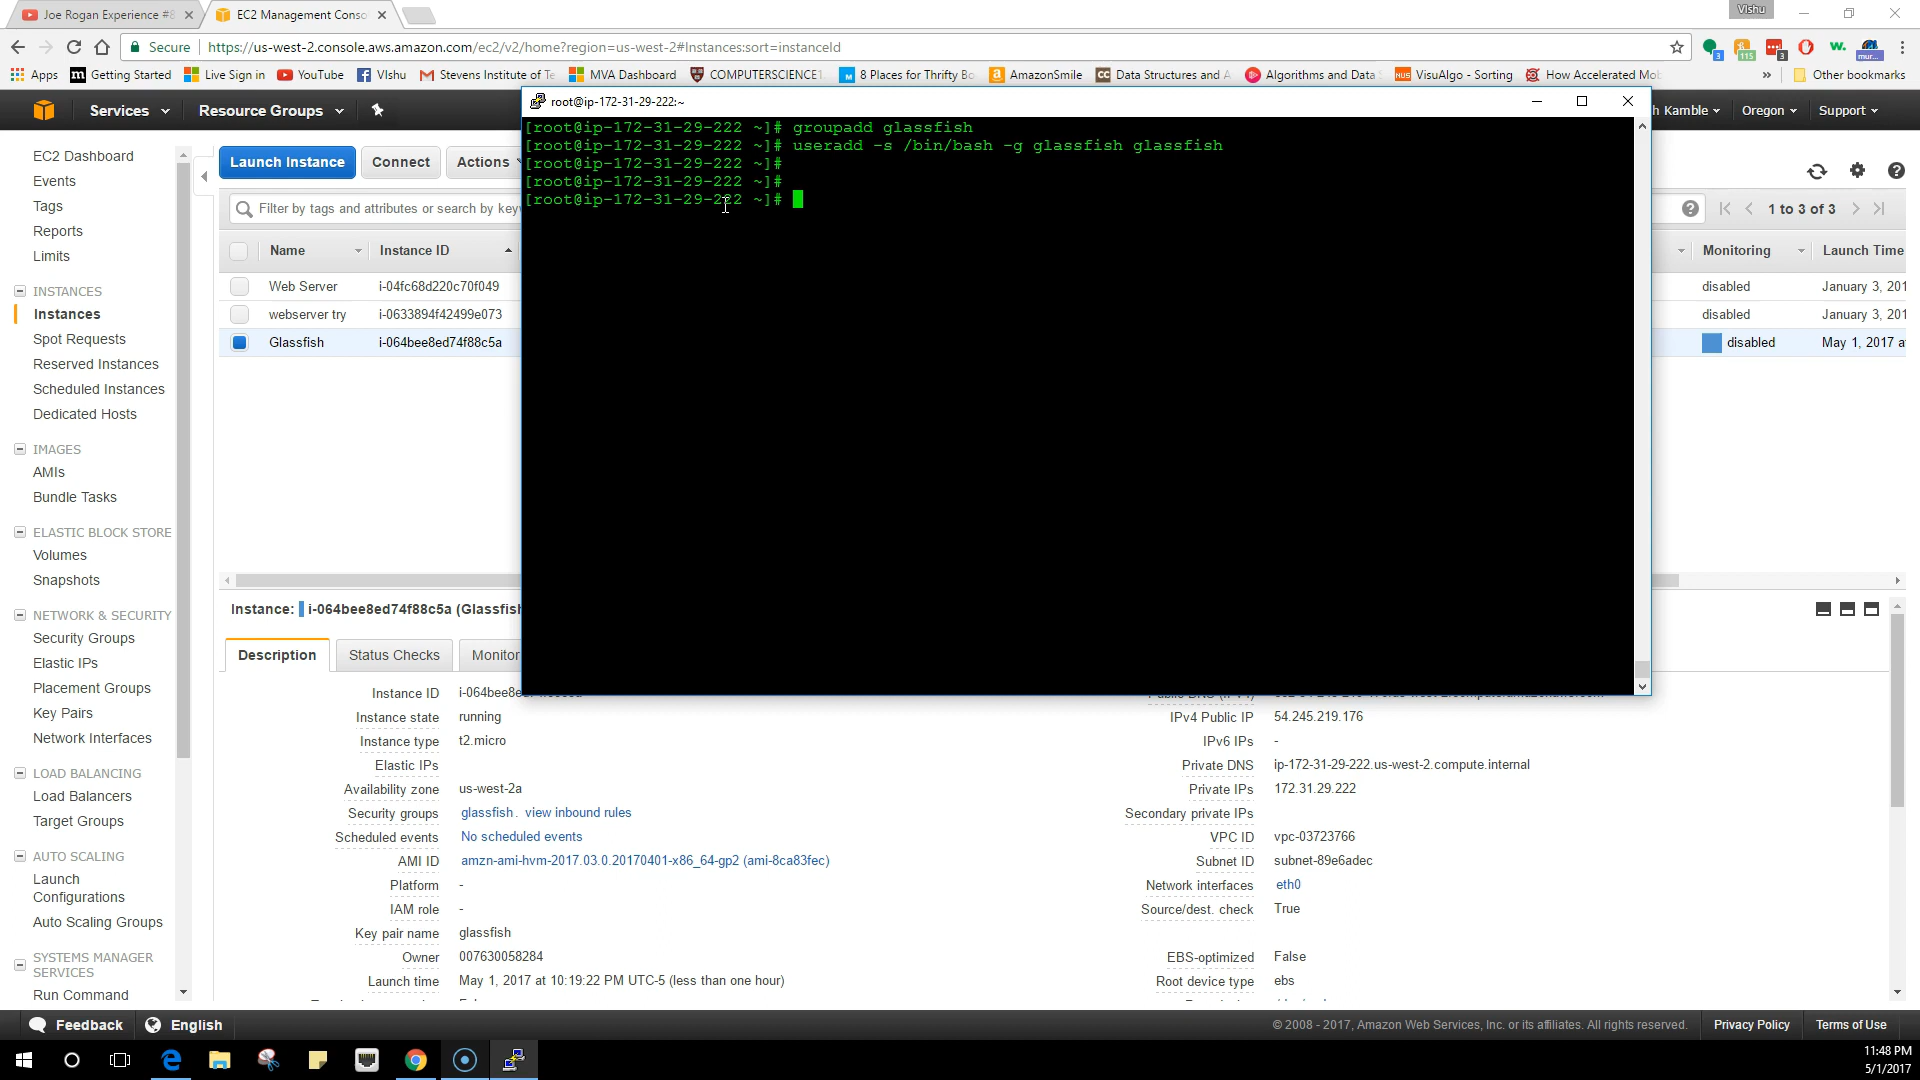 Joe Rogan Experience #8
EC2 Management Conso
Vishu
Secure
https://us-west-2.console.aws.amazon.com/ec2/v2/home?region=us-west-2#Instances:sort=instanceId
3
115
3
mur...
Apps
Getting Started
Live Sign in
YouTube
VIshu
Stevens Institute of Te
MVA Dashboard
COMPUTERSCIENCE1
8 Places for Thrifty Bo
AmazonSmile
Data Structures and A
Algorithms and Data
VisuAlgo - Sorting
How Accelerated Mo
»
Other bookmarks
Services
Resource Groups
h Kamble
Oregon
Support
root@ip-172-31-29-222:~
[root@ip-172-31-29-222 ~]# groupadd glassfish
[root@ip-172-31-29-222 ~]# useradd -s /bin/bash -g glassfish glassfish
[root@ip-172-31-29-222 ~]#
[root@ip-172-31-29-222 ~]#
[root@ip-172-31-29-222 ~]#
EC2 Dashboard
Events
Tags
Reports
Limits
INSTANCES
Instances
Spot Requests
Reserved Instances
Scheduled Instances
Dedicated Hosts
IMAGES
AMIs
Bundle Tasks
ELASTIC BLOCK STORE
Volumes
Snapshots
NETWORK & SECURITY
Security Groups
Elastic IPs
Placement Groups
Key Pairs
Network Interfaces
LOAD BALANCING
Load Balancers
Target Groups
AUTO SCALING
Launch
Configurations
Auto Scaling Groups
SYSTEMS MANAGER
SERVICES
Run Command
Launch Instance
Connect
Actions
Filter by tags and attributes or search by keyw
1 to 3 of 3
Name
Instance ID
Monitoring
Launch Time
Web Server
i-04fc68d220c70f049
disabled
January 3, 201
webserver try
i-0633894f42499e073
disabled
January 3, 201
Glassfish
i-064bee8ed74f88c5a
disabled
May 1, 2017 a
Instance: i-064bee8ed74f88c5a (Glassfish
Description
Status Checks
Monitor
Instance ID
Instance state
running
Instance type
t2.micro
Elastic IPs
Availability zone
us-west-2a
Security groups
glassfish. view inbound rules
Scheduled events
No scheduled events
AMI ID
amzn-ami-hvm-2017.03.0.20170401-x86_64-gp2 (ami-8ca83fec)
Platform
-
IAM role
-
Key pair name
glassfish
Owner
007630058284
Launch time
May 1, 2017 at 10:19:22 PM UTC-5 (less than one hour)
IPv4 Public IP
54.245.219.176
IPv6 IPs
-
Private DNS
ip-172-31-29-222.us-west-2.compute.internal
Private IPs
172.31.29.222
Secondary private IPs
VPC ID
vpc-03723766
Subnet ID
subnet-89e6adec
Network interfaces
eth0
Source/dest. check
True
EBS-optimized
False
Root device type
ebs
Feedback
English
© 2008 - 2017, Amazon Web Services, Inc. or its affiliates. All rights reserved.
Privacy Policy
Terms of Use
11:48 PM
5/1/2017